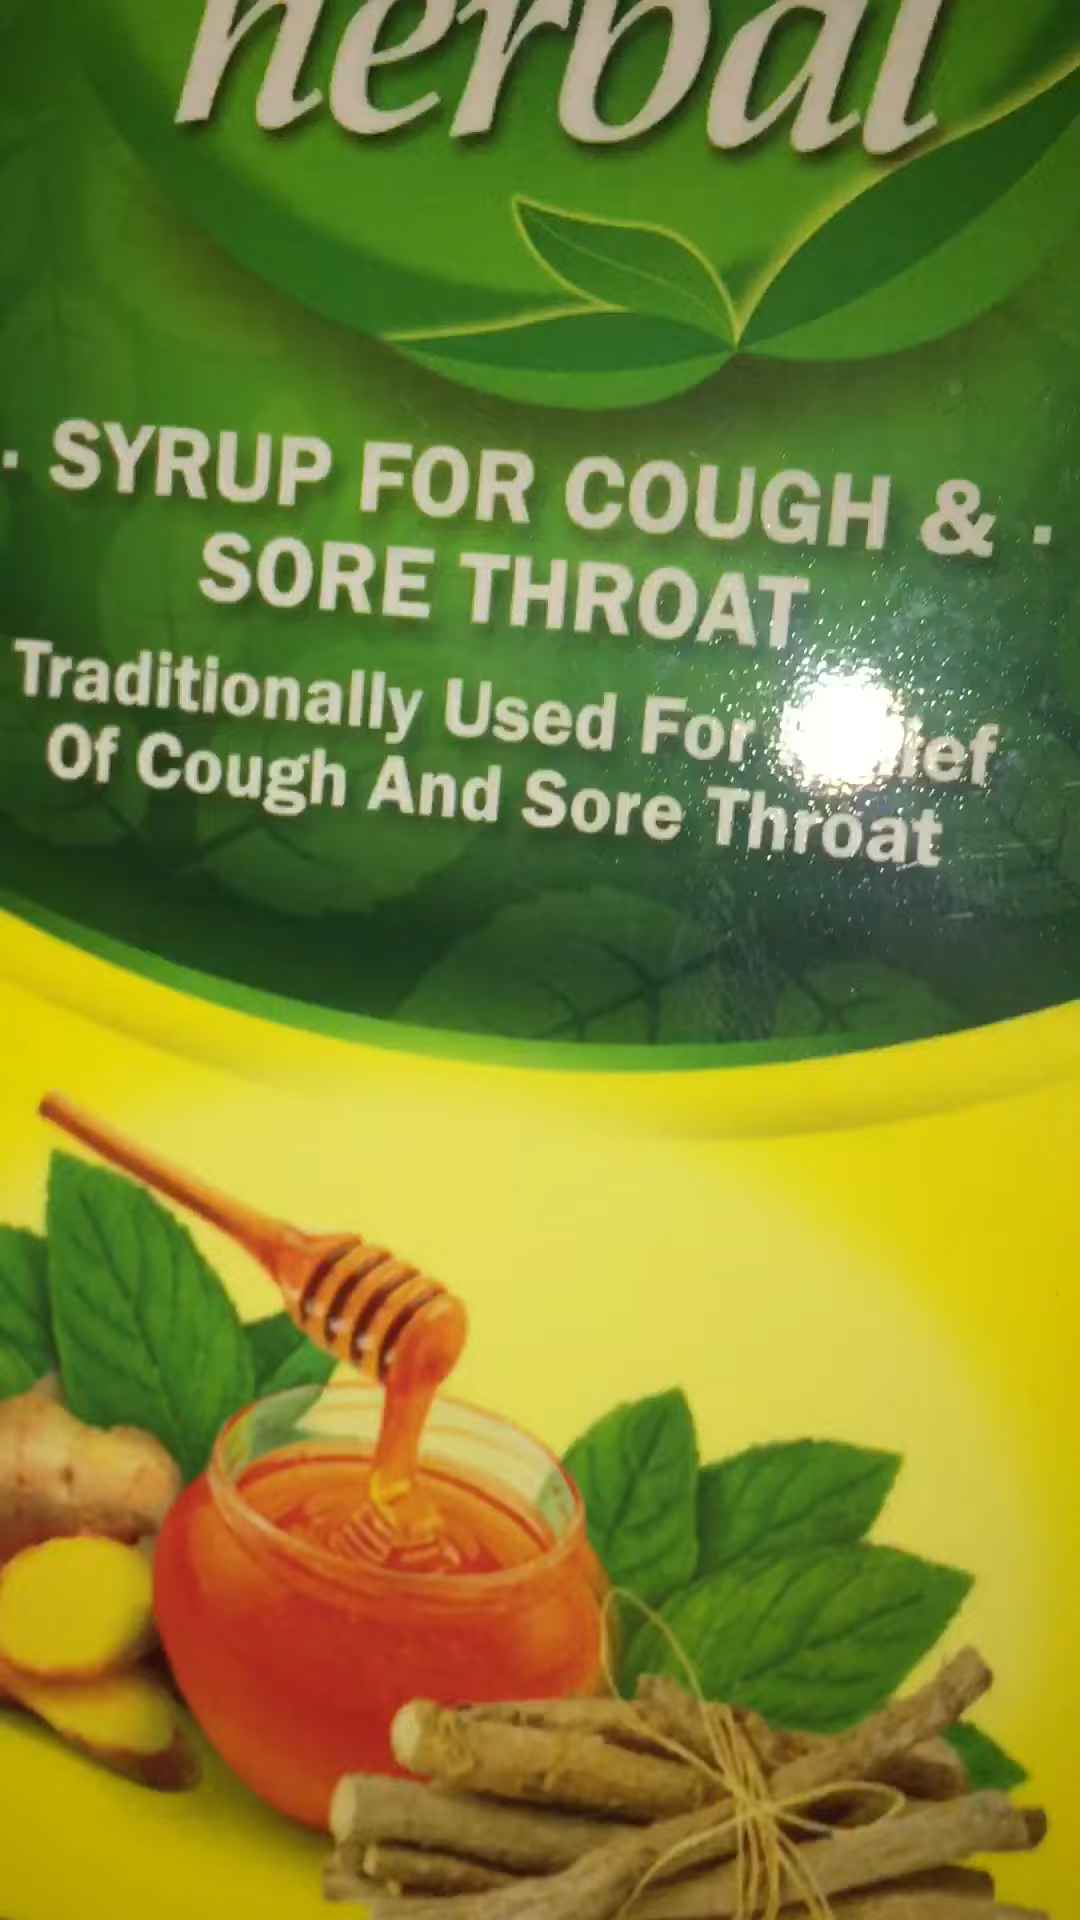 herbal
· SYRUP FOR COUGH & ·
SORE THROAT
Traditionally Used For
Of Cough And Sore Throat